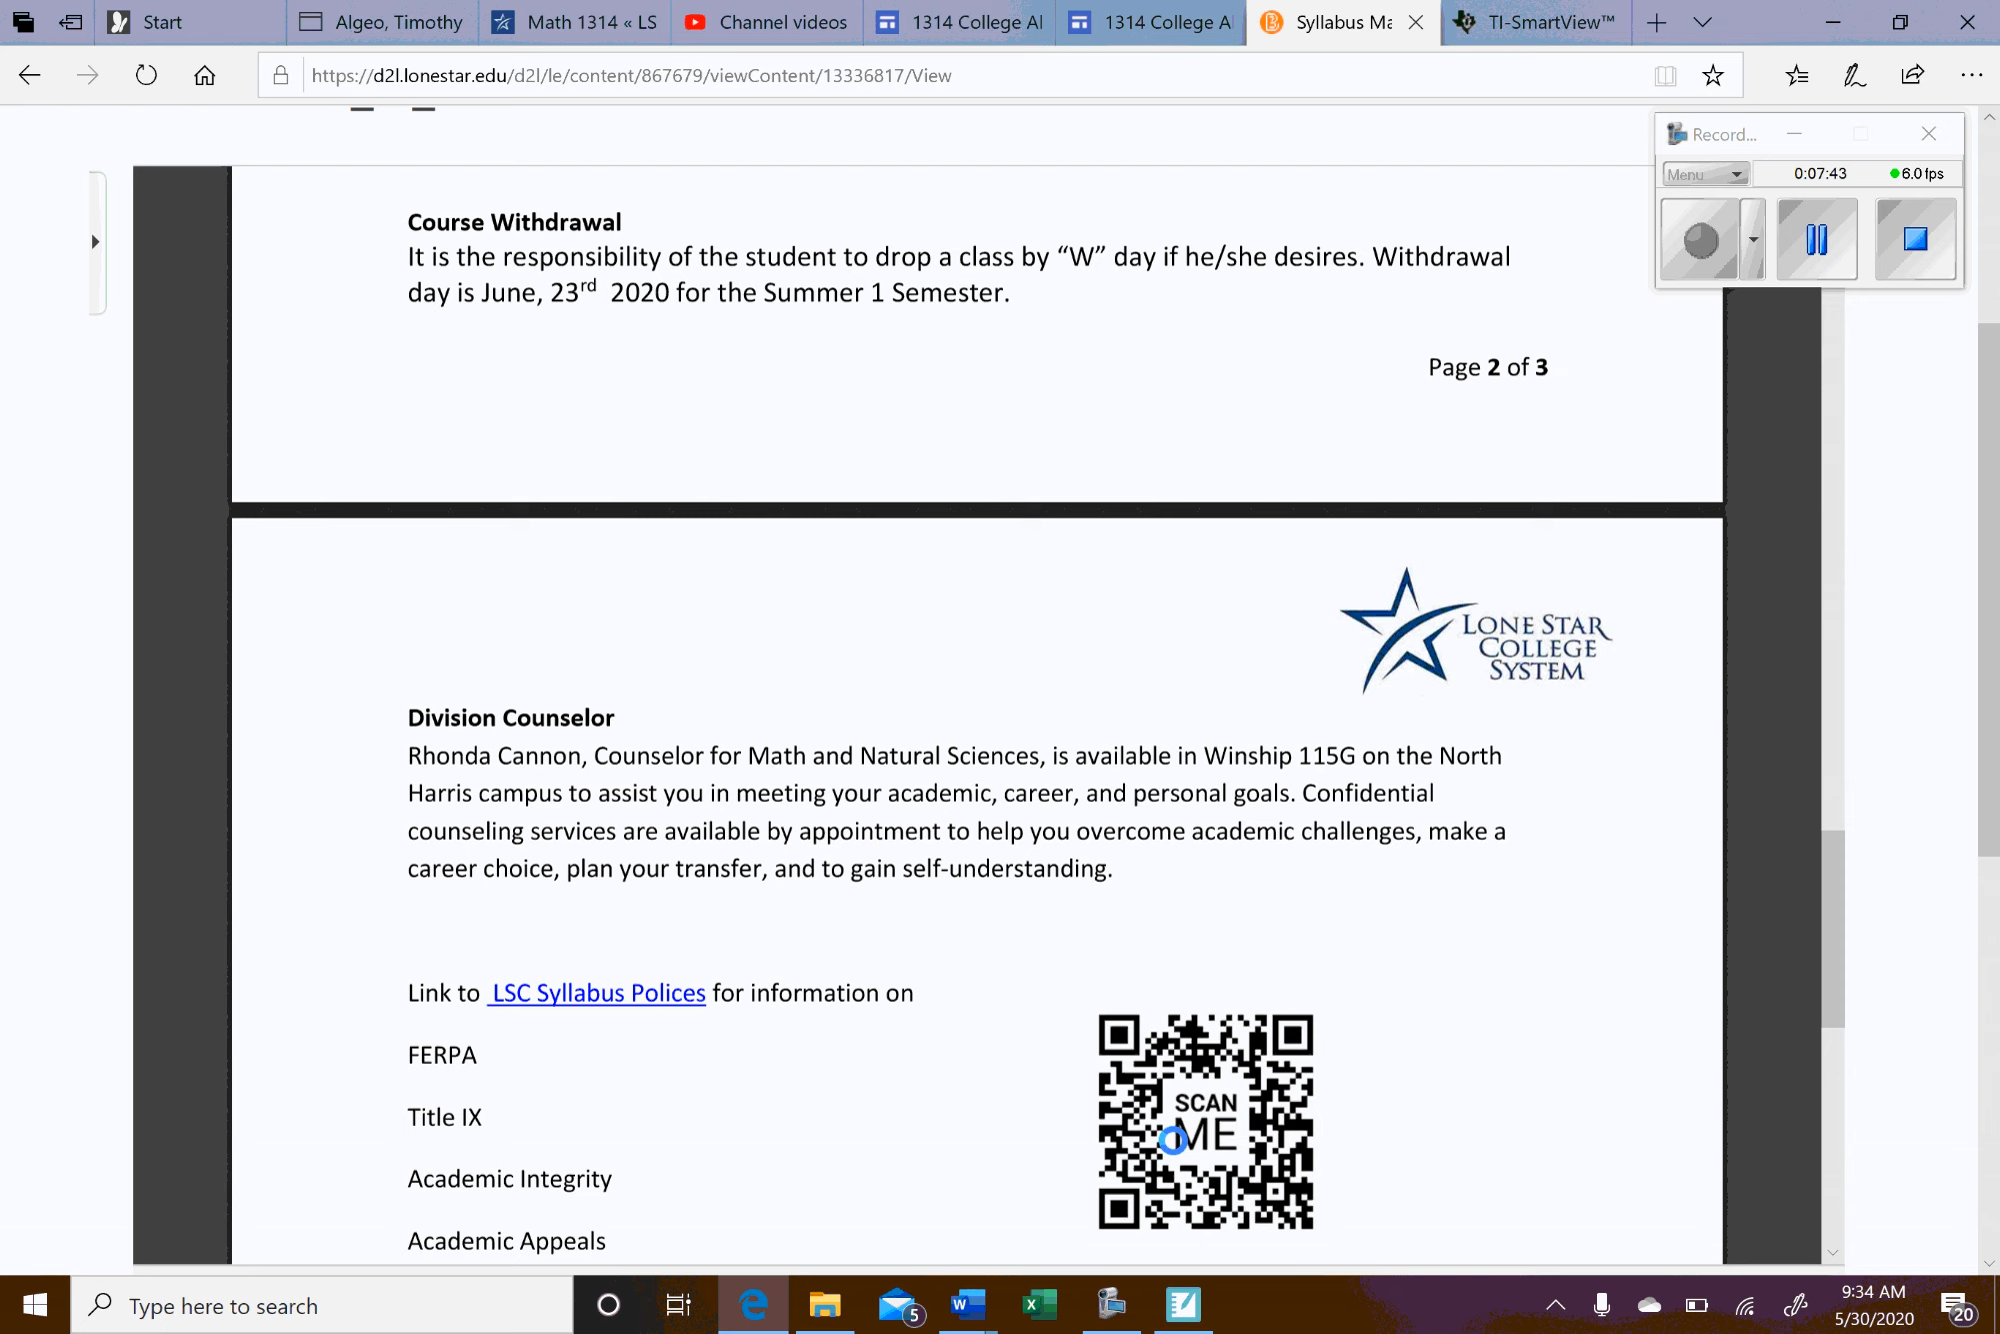 Start
Algeo, Timothy
Math 1314 « LS
Channel videos
1314 College Al
1314 College A
Syllabus Ma
TI-SmartView™
https://d2l.lonestar.edu/d2l/le/content/867679/viewContent/13336817/View
Record...
Menu
0:07:43
6.0 fps
Course Withdrawal
It is the responsibility of the student to drop a class by “W” day if he/she desires. Withdrawal
day is June, 23rd 2020 for the Summer 1 Semester.
Page 2 of 3
LONE STAR
COLLEGE
SYSTEM
Division Counselor
Rhonda Cannon, Counselor for Math and Natural Sciences, is available in Winship 115G on the North
Harris campus to assist you in meeting your academic, career, and personal goals. Confidential
counseling services are available by appointment to help you overcome academic challenges, make a
career choice, plan your transfer, and to gain self-understanding.
Link to LSC Syllabus Polices for information on
FERPA
Title IX
Academic Integrity
Academic Appeals
SCAN
ME
Type here to search
5
9:34 AM
5/30/2020
20